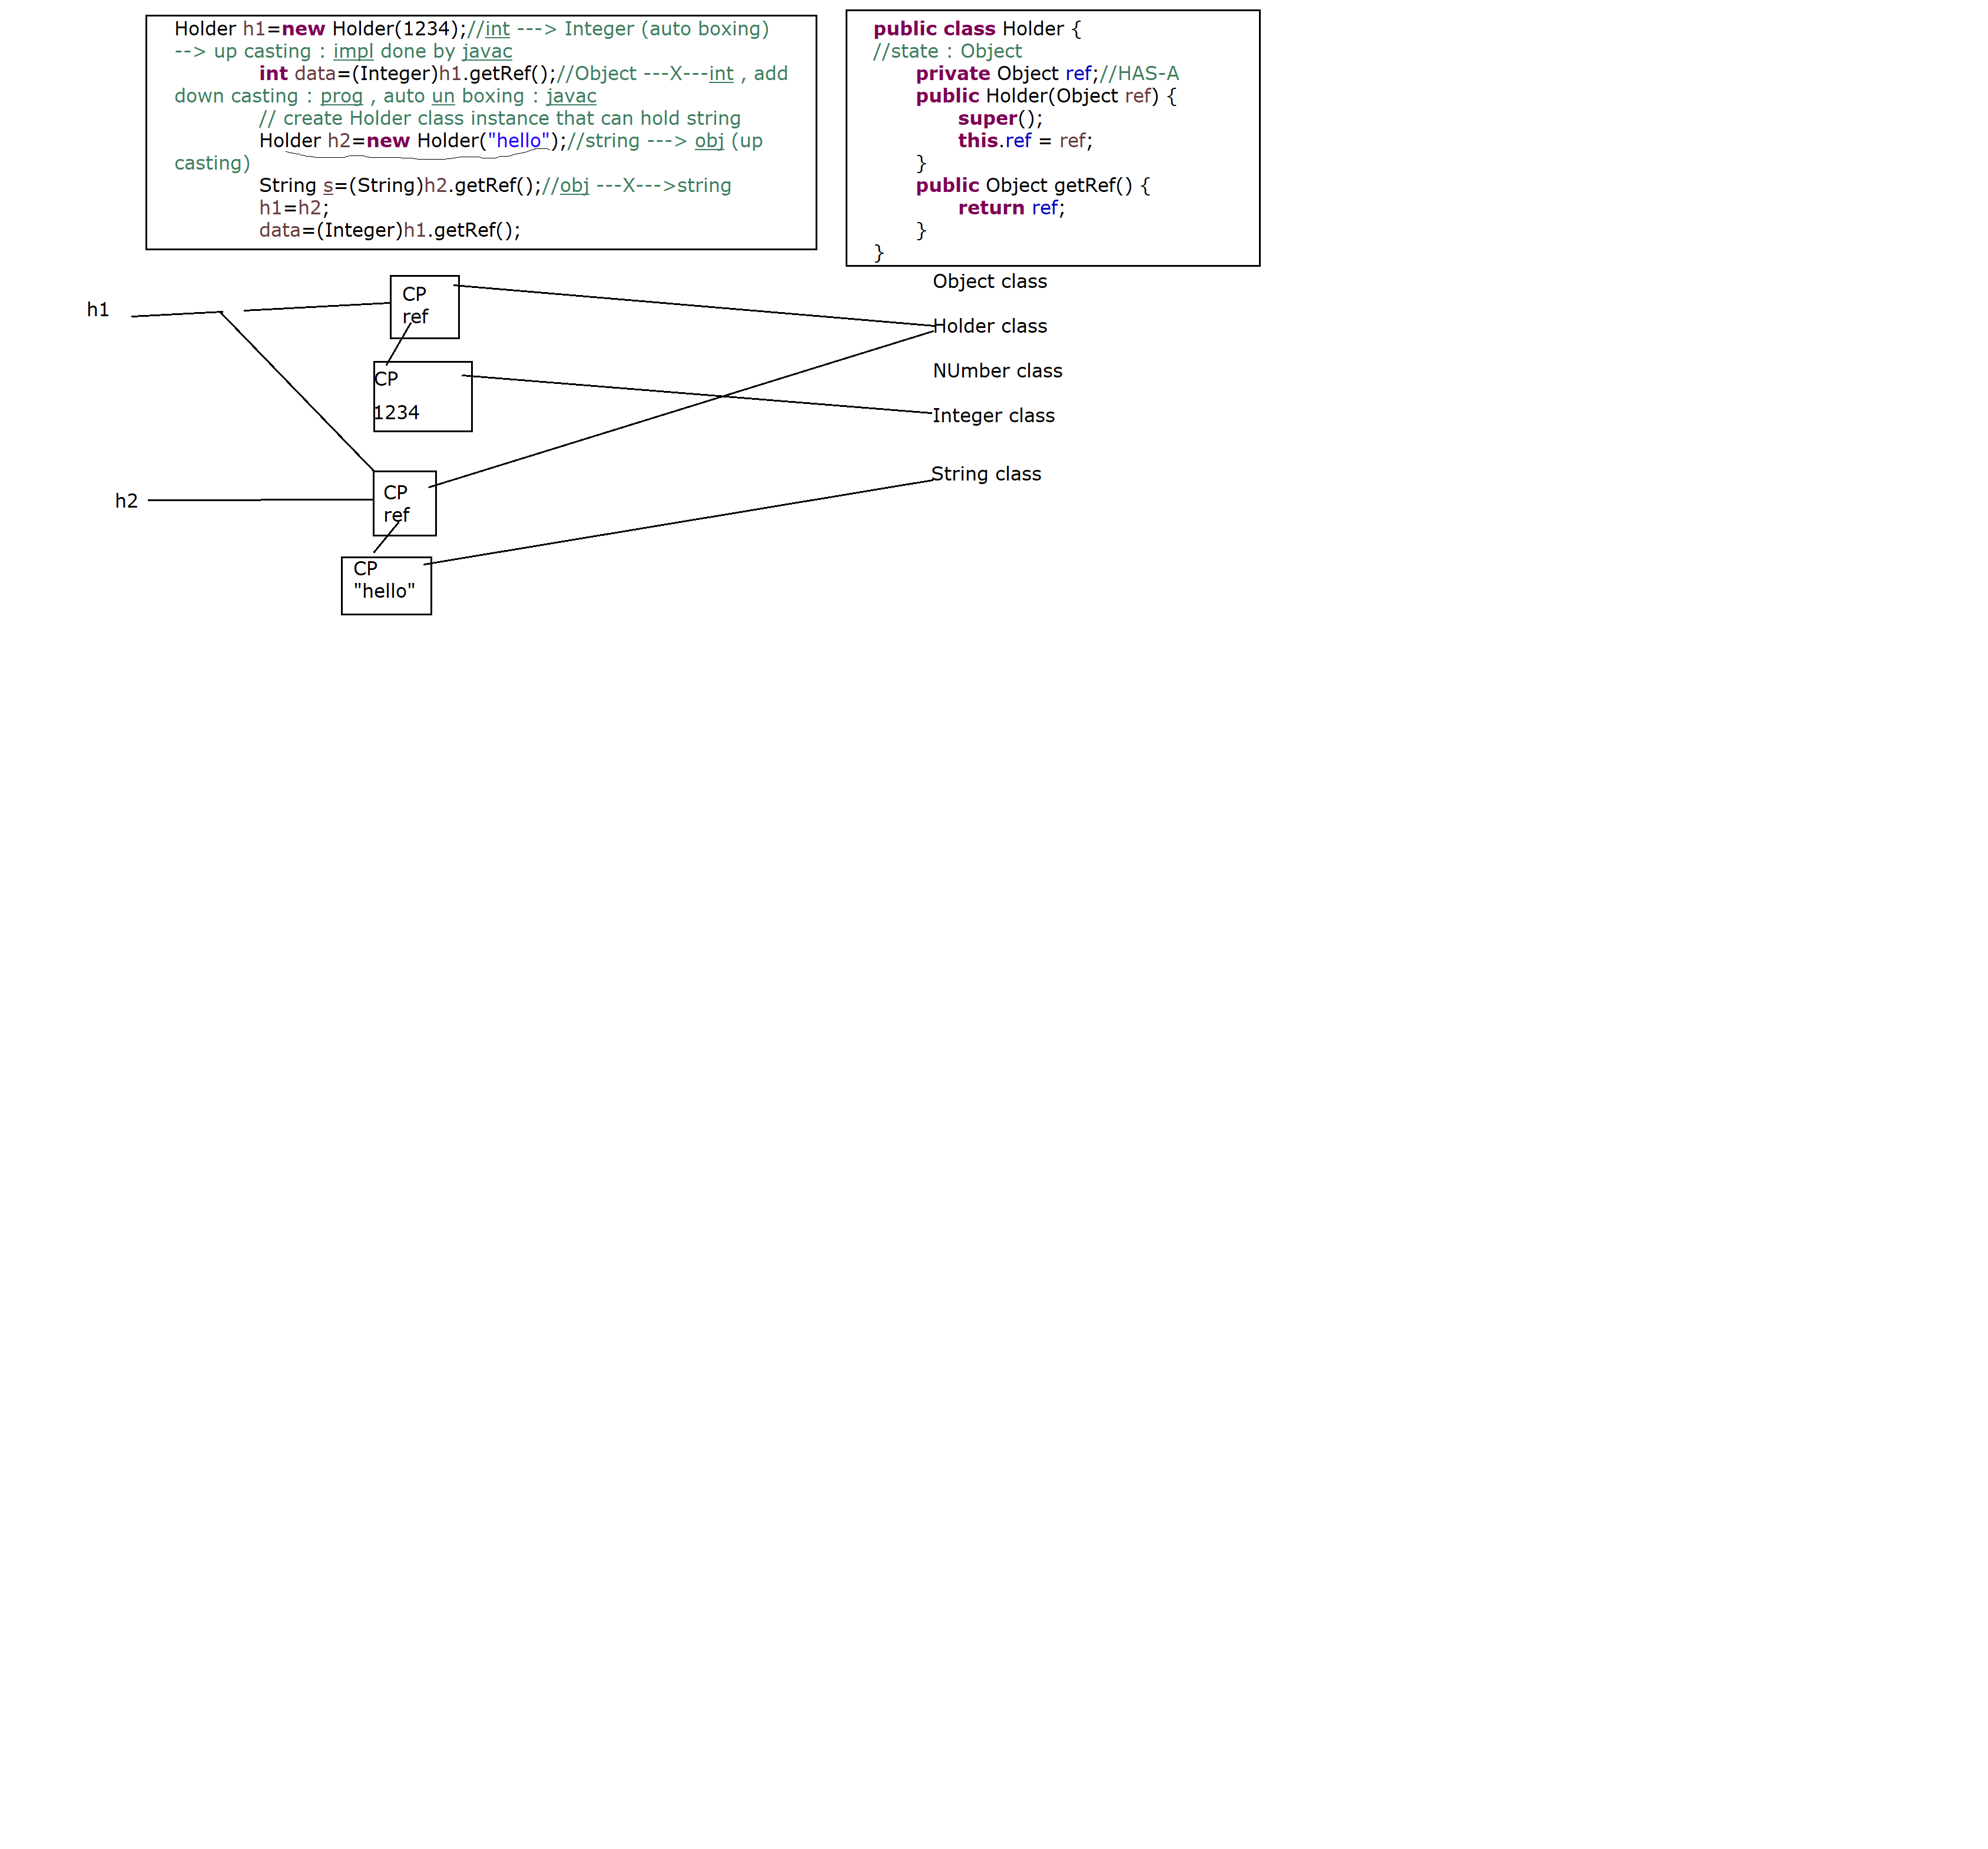 Holder h1=new Holder(1234);//int ---> Integer (auto boxing)
--> up casting : impl done by javac
int data=(Integer)h1.getRef();//Object ---X---int , add
down casting : prog , auto un boxing : javac
// create Holder class instance that can hold string
Holder h2=new Holder("hello");//string ---> obj (up
casting)
String s=(String)h2.getRef();//obj ---X--->string
h1=h2;
data=(Integer)h1.getRef();
public class Holder {
//state : Object
private Object ref;//HAS-A
public Holder(Object ref) {
super();
this.ref = ref;
}
public Object getRef() {
return ref;
}
}
h1
CP
ref
CP
1234
h2
CP
ref
CP
"hello"
Object class
Holder class
NUmber class
Integer class
String class